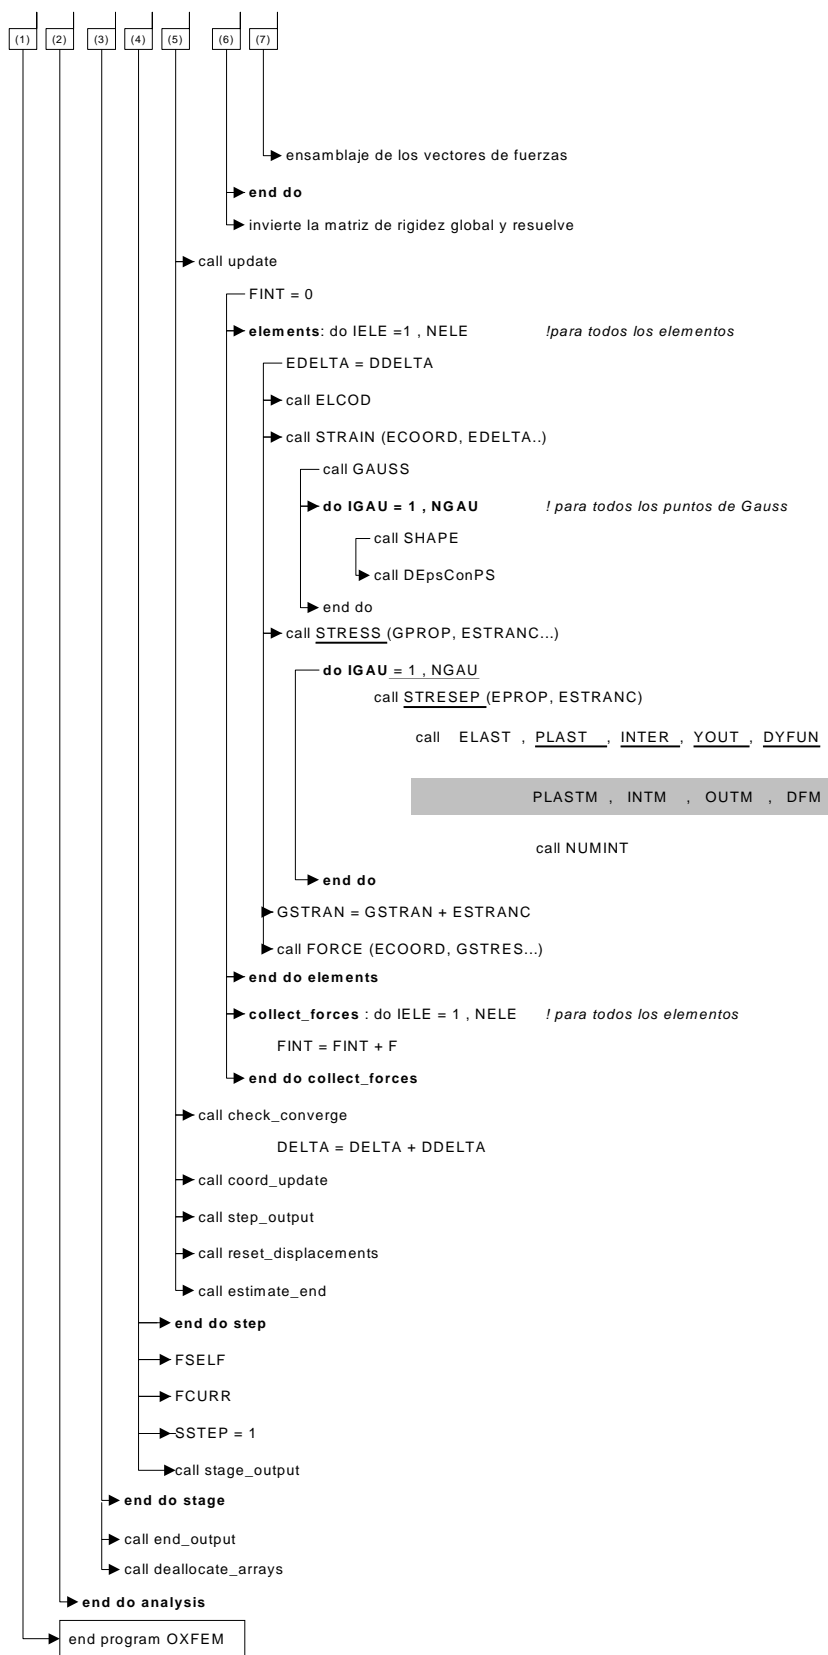 (1) (2) (3) (4) (5) (6) (7)
ensamblaje de los vectores de fuerzas
end do
invierte la matriz de rigidez global y resuelve
call update
FINT = 0
elements: do IELE =1 , NELE !para todos los elementos
EDELTA = DDELTA
call ELCOD
call STRAIN (ECOORD, EDELTA..)
call GAUSS
do IGAU = 1 , NGAU ! para todos los puntos de Gauss
call SHAPE
call DEpsConPS
end do
call STRESS (GPROP, ESTRANC...)
do IGAU = 1 , NGAU
call STRESEP (EPROP, ESTRANC)
call ELAST , PLAST , INTER , YOUT , DYFUN
PLASTM , INTM , OUTM , DFM
call NUMINT
end do
GSTRAN = GSTRAN + ESTRANC
call FORCE (ECOORD, GSTRES...)
end do elements
collect_forces : do IELE = 1 , NELE ! para todos los elementos
FINT = FINT + F
end do collect_forces
call check_converge
DELTA = DELTA + DDELTA
call coord_update
call step_output
call reset_displacements
call estimate_end
end do step
FSELF
FCURR
SSTEP = 1
call stage_output
end do stage
call end_output
call deallocate_arrays
end do analysis
end program OXFEM